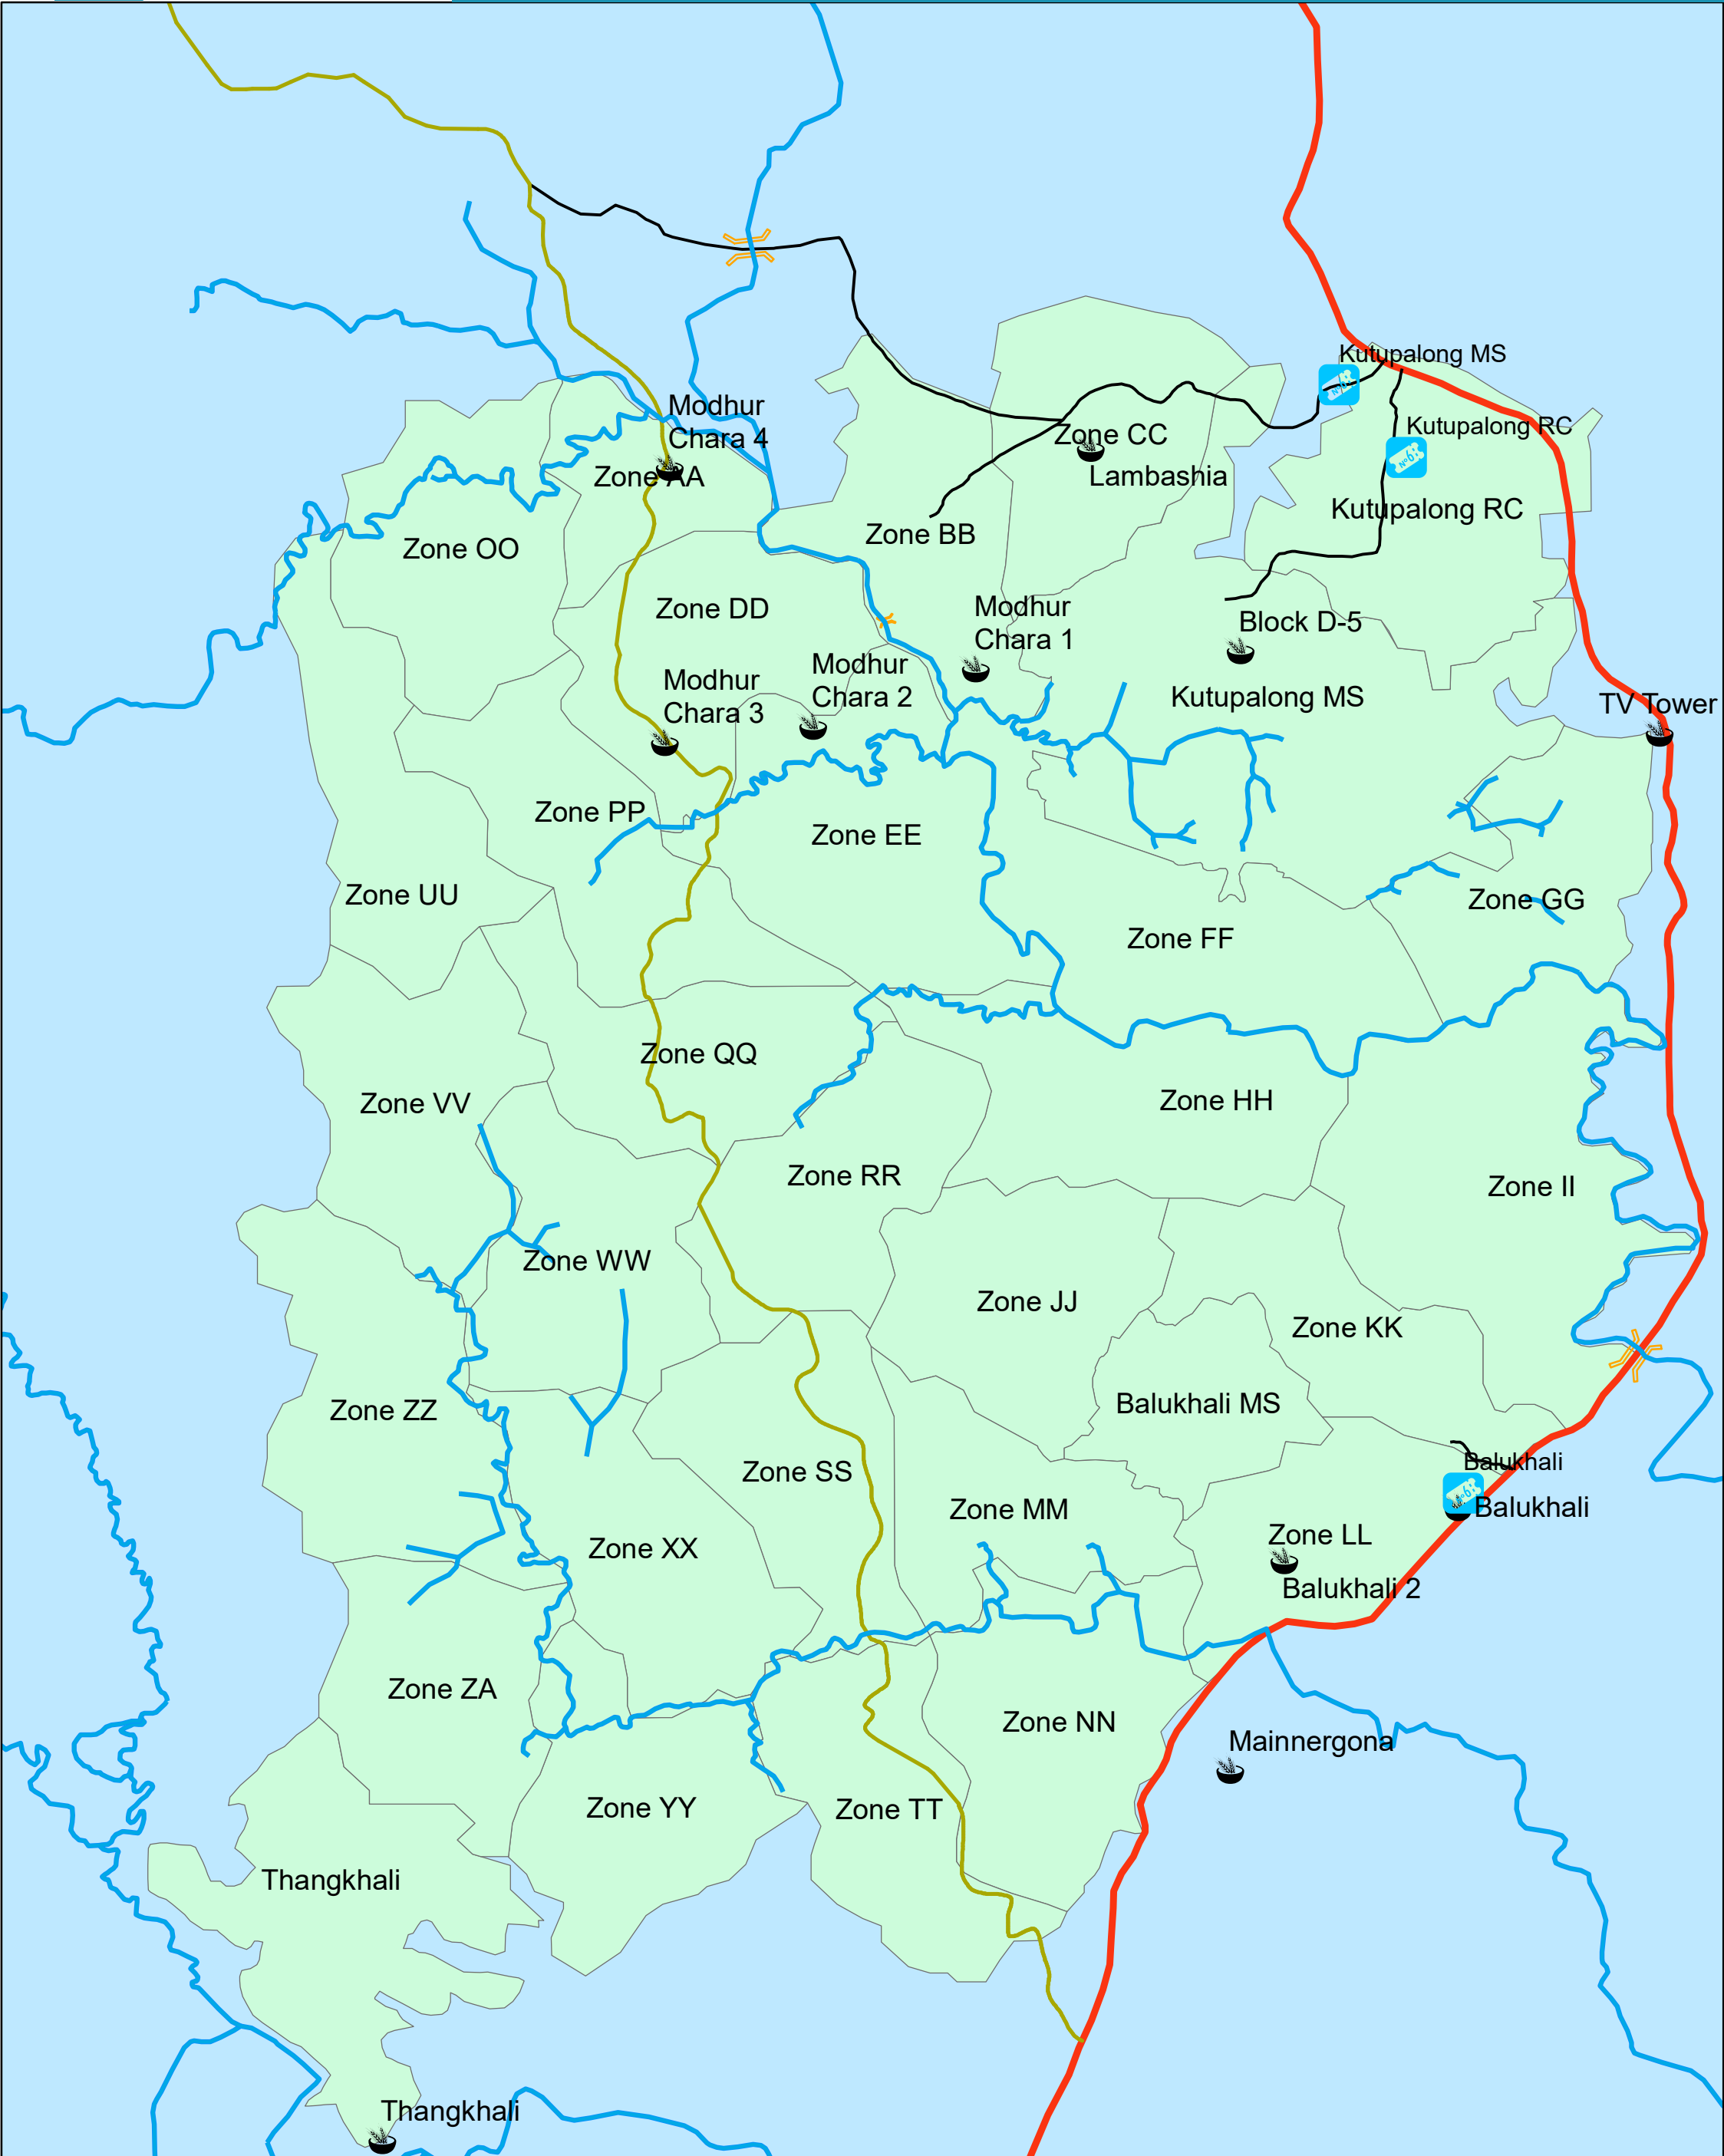 Kutupalong MS
Modhur
Chara 4
Kutupalong RC
Zone CC
Zone AA
Lambashia
Kutupalong RC
Zone BB
Zone OO
Modhur
Chara 1
Zone DD
Block D-5
Modhur
Chara 2
Modhur
Chara 3
Kutupalong MS
TV Tower
Zone PP
Zone EE
Zone UU
Zone GG
Zone FF
Zone QQ
Zone VV
Zone HH
Zone RR
Zone II
Zone WW
Zone JJ
Zone KK
Balukhali MS
Zone ZZ
Balukhali
Zone SS
Balukhali
Zone MM
Zone LL
Zone XX
Balukhali 2
Zone ZA
Zone NN
Mainnergona
Zone YY
Zone TT
Thangkhali
Thangkhali